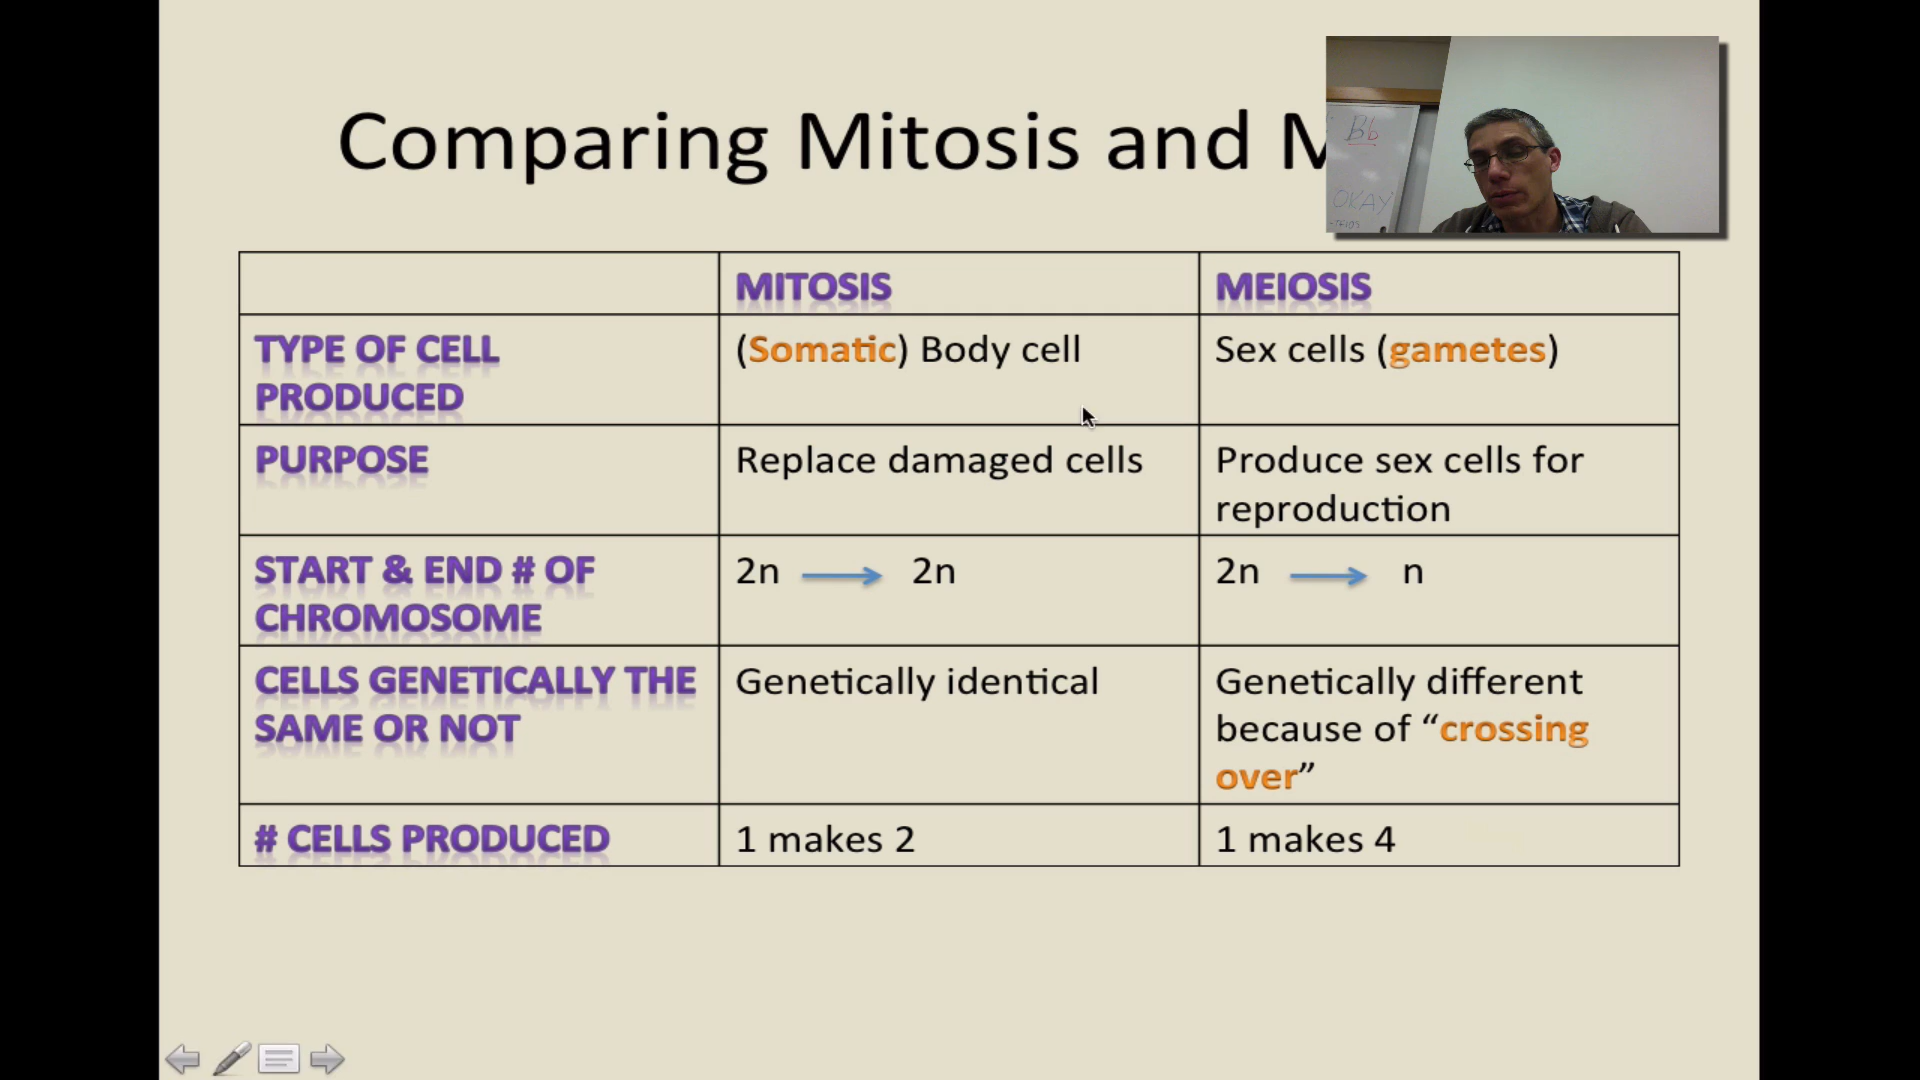 Comparing Mitosis and M
Bb
OKAY
MITOSIS
MEIOSIS
TYPE OF CELL
PRODUCED
(Somatic) Body cell
Sex cells (gametes)
PURPOSE
Replace damaged cells
Produce sex cells for
reproduction
START & END # OF
CHROMOSOME
2n → 2n
2n → n
CELLS GENETICALLY THE
SAME OR NOT
Genetically identical
Genetically different
because of “crossing
over”
# CELLS PRODUCED
1 makes 2
1 makes 4